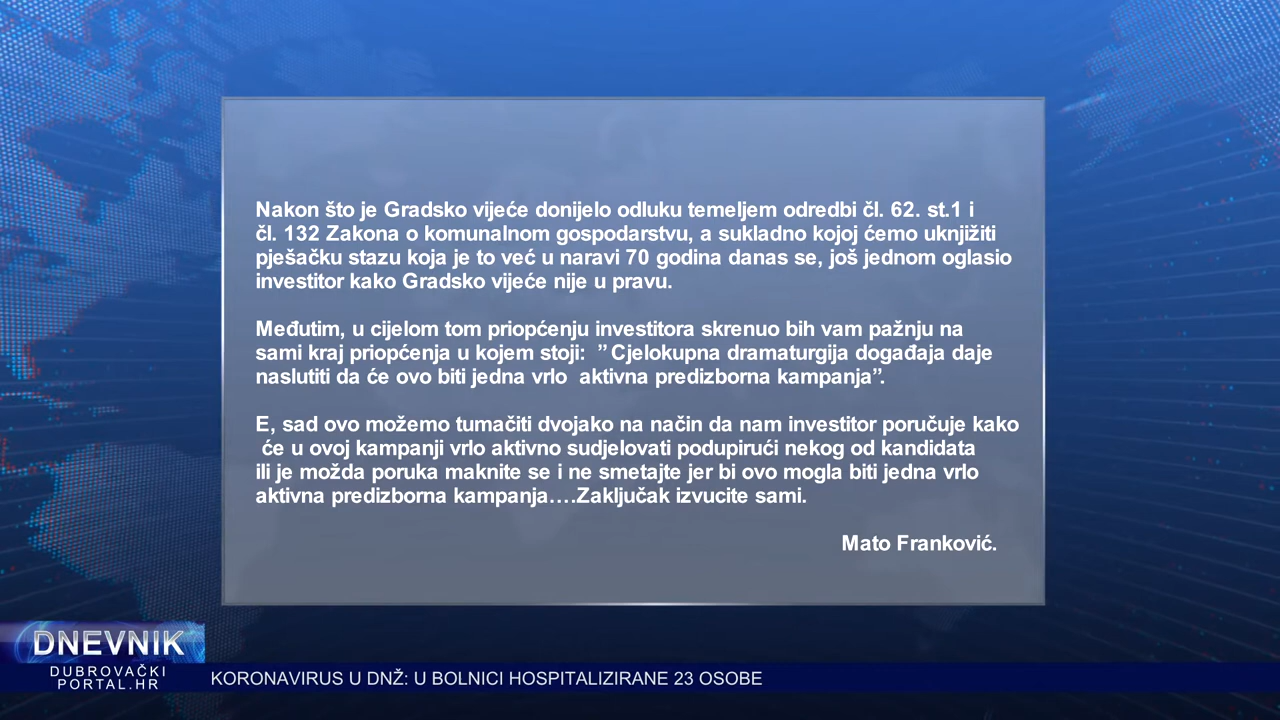 Nakon što je Gradsko vijeće donijelo odluku temeljem odredbi čl. 62. st.1 i
čl. 132 Zakona o komunalnom gospodarstvu, a sukladno kojoj ćemo uknjižiti
pješačku stazu koja je to već u naravi 70 godina danas se, još jednom oglasio
investitor kako Gradsko vijeće nije u pravu.
Međutim, u cijelom tom priopćenju investitora skrenuo bih vam pažnju na
sami kraj priopćenja u kojem stoji: ”Cjelokupna dramaturgija događaja daje
naslutiti da će ovo biti jedna vrlo aktivna predizborna kampanja”.
E, sad ovo možemo tumačiti dvojako na način da nam investitor poručuje kako
će u ovoj kampanji vrlo aktivno sudjelovati podupirući nekog od kandidata
ili je možda poruka maknite se i ne smetajte jer bi ovo mogla biti jedna vrlo
aktivna predizborna kampanja….Zaključak izvucite sami.
Mato Franković.
DNEVNIK
DUBROVAČKI
PORTAL.HR
KORONAVIRUS U DNŽ: U BOLNICI HOSPITALIZIRANE 23 OSOBE